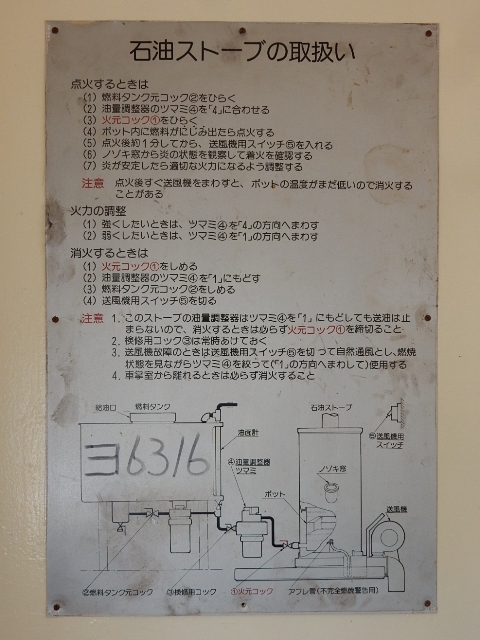 石油ストーブの取扱い
点火するときは
(1) 燃料タンク元コック②をひらく
(2) 油量調整器のツマミ④を「4」に合わせる
(3) 火元コック①をひらく
(4) ポット内に燃料がにじみ出たら点火する
(5) 点火後約1分してから、送風機用スイッチ⑤を入れる
(6) ノゾキ窓から炎の状態を観察して着火を確認する
(7) 炎が安定したら適切な火力になるよう調整する
注意 点火後すぐ送風機をまわすと、ポットの温度がまだ低いので消火する
ことがある
火力の調整
(1) 強くしたいときは、ツマミ④を「4」の方向へまわす
(2) 弱くしたいときは、ツマミ④を「1」の方向へまわす
消火するときは
(1) 火元コック①をしめる
(2) 油量調整器のツマミ④を「1」にもどす
(3) 燃料タンク元コック②をしめる
(4) 送風機用スイッチ⑤を切る
注意 1. このストーブの油量調整器はツマミ④を「1」にもどしても送油は止
まらないので、消火するときは必らず火元コック①を締切ること
2. 検修用コック③は常時あけておく
3. 送風機故障のときは送風機用スイッチ⑤を切って自然通風とし、燃焼
状態を見ながらツマミ④を絞って(「1」の方向へまわして)使用する
4. 車掌室から離れるときは必らず消火すること
給油口 燃料タンク 石油ストーブ
⑤送風機用
スイッチ
油面計
ヨ6316
④油量調整器
ツマミ
ノゾキ窓
ポット
送風機
②燃料タンク元コック ③検修用コック ①火元コック アフレ管(不完全燃焼警告用)